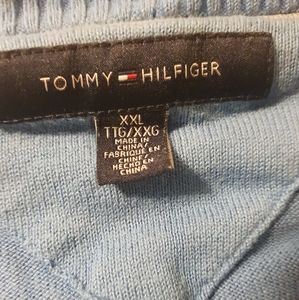 TOMMY HILFIGER
XXL
TTG/XXG
MADE IN
CHINA/
FABRIQUÉ EN
CHINE/
HECHO EN
CHINA